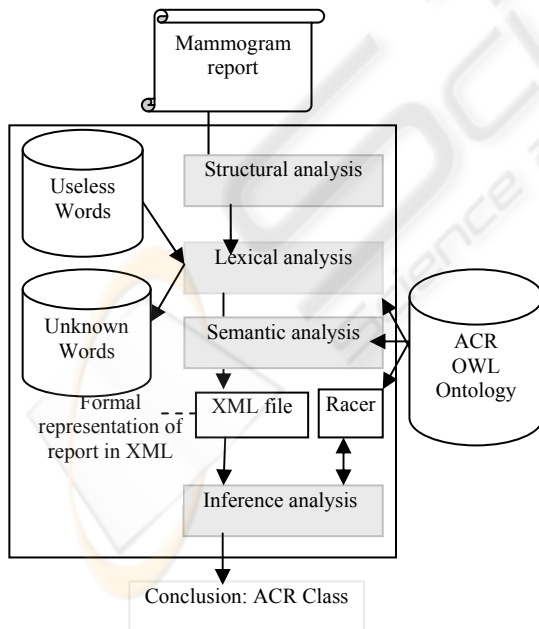 Mammogram
report
Structural analysis
Useless
Words
Lexical analysis
Unknown
Words
Semantic analysis
ACR
OWL
Ontology
Formal
representation of
report in XML
XML file
Racer
Inference analysis
Conclusion: ACR Class